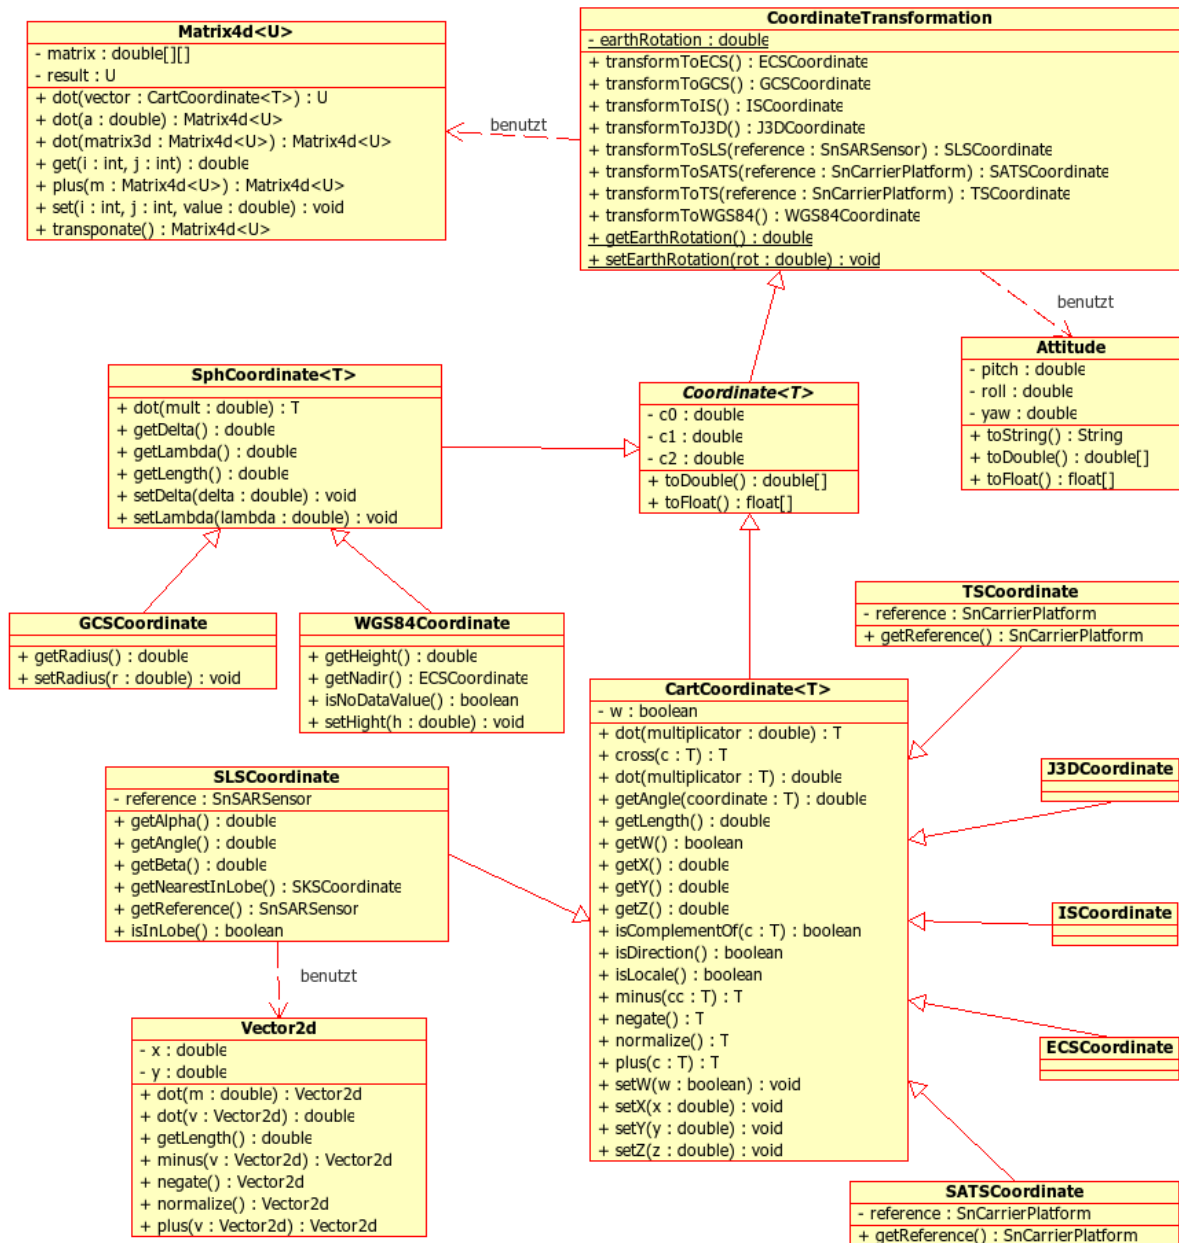 Matrix4d<U>
- matrix : double[][]
- result : U
+ dot(vector : CartCoordinate<T>) : U
+ dot(a : double) : Matrix4d<U>
+ dot(matrix3d : Matrix4d<U>) : Matrix4d<U>
+ get(i : int, j : int) : double
+ plus(m : Matrix4d<U>) : Matrix4d<U>
+ set(i : int, j : int, value : double) : void
+ transponate() : Matrix4d<U>
benutzt
CoordinateTransformation
- earthRotation : double
+ transformToECS() : ECSCoordinate
+ transformToGCS() : GCSCoordinate
+ transformToIS() : ISCoordinate
+ transformToJ3D() : J3DCoordinate
+ transformToSLS(reference : SnSARSensor) : SLSCoordinate
+ transformToSATS(reference : SnCarrierPlatform) : SATSCoordinate
+ transformToTS(reference : SnCarrierPlatform) : TSCoordinate
+ transformToWGS84() : WGS84Coordinate
+ getEarthRotation() : double
+ setEarthRotation(rot : double) : void
benutzt
Attitude
- pitch : double
- roll : double
- yaw : double
+ toString() : String
+ toDouble() : double[]
+ toFloat() : float[]
SphCoordinate<T>
+ dot(mult : double) : T
+ getDelta() : double
+ getLambda() : double
+ getLength() : double
+ setDelta(delta : double) : void
+ setLambda(lambda : double) : void
Coordinate<T>
- c0 : double
- c1 : double
- c2 : double
+ toDouble() : double[]
+ toFloat() : float[]
GCSCoordinate
+ getRadius() : double
+ setRadius(r : double) : void
WGS84Coordinate
+ getHeight() : double
+ getNadir() : ECSCoordinate
+ isNoDataValue() : boolean
+ setHight(h : double) : void
TSCoordinate
- reference : SnCarrierPlatform
+ getReference() : SnCarrierPlatform
CartCoordinate<T>
- w : boolean
+ dot(multiplicator : double) : T
+ cross(c : T) : T
+ dot(multiplicator : T) : double
+ getAngle(coordinate : T) : double
+ getLength() : double
+ getW() : boolean
+ getX() : double
+ getY() : double
+ getZ() : double
+ isComplementOf(c : T) : boolean
+ isDirection() : boolean
+ isLocale() : boolean
+ minus(cc : T) : T
+ negate() : T
+ normalize() : T
+ plus(c : T) : T
+ setW(w : boolean) : void
+ setX(x : double) : void
+ setY(y : double) : void
+ setZ(z : double) : void
J3DCoordinate
ISCoordinate
ECSCoordinate
SLSCoordinate
- reference : SnSARSensor
+ getAlpha() : double
+ getAngle() : double
+ getBeta() : double
+ getNearestInLobe() : SKSCoordinate
+ getReference() : SnSARSensor
+ isInLobe() : boolean
benutzt
Vector2d
- x : double
- y : double
+ dot(m : double) : Vector2d
+ dot(v : Vector2d) : double
+ getLength() : double
+ minus(v : Vector2d) : Vector2d
+ negate() : Vector2d
+ normalize() : Vector2d
+ plus(v : Vector2d) : Vector2d
SATSCoordinate
- reference : SnCarrierPlatform
+ getReference() : SnCarrierPlatform